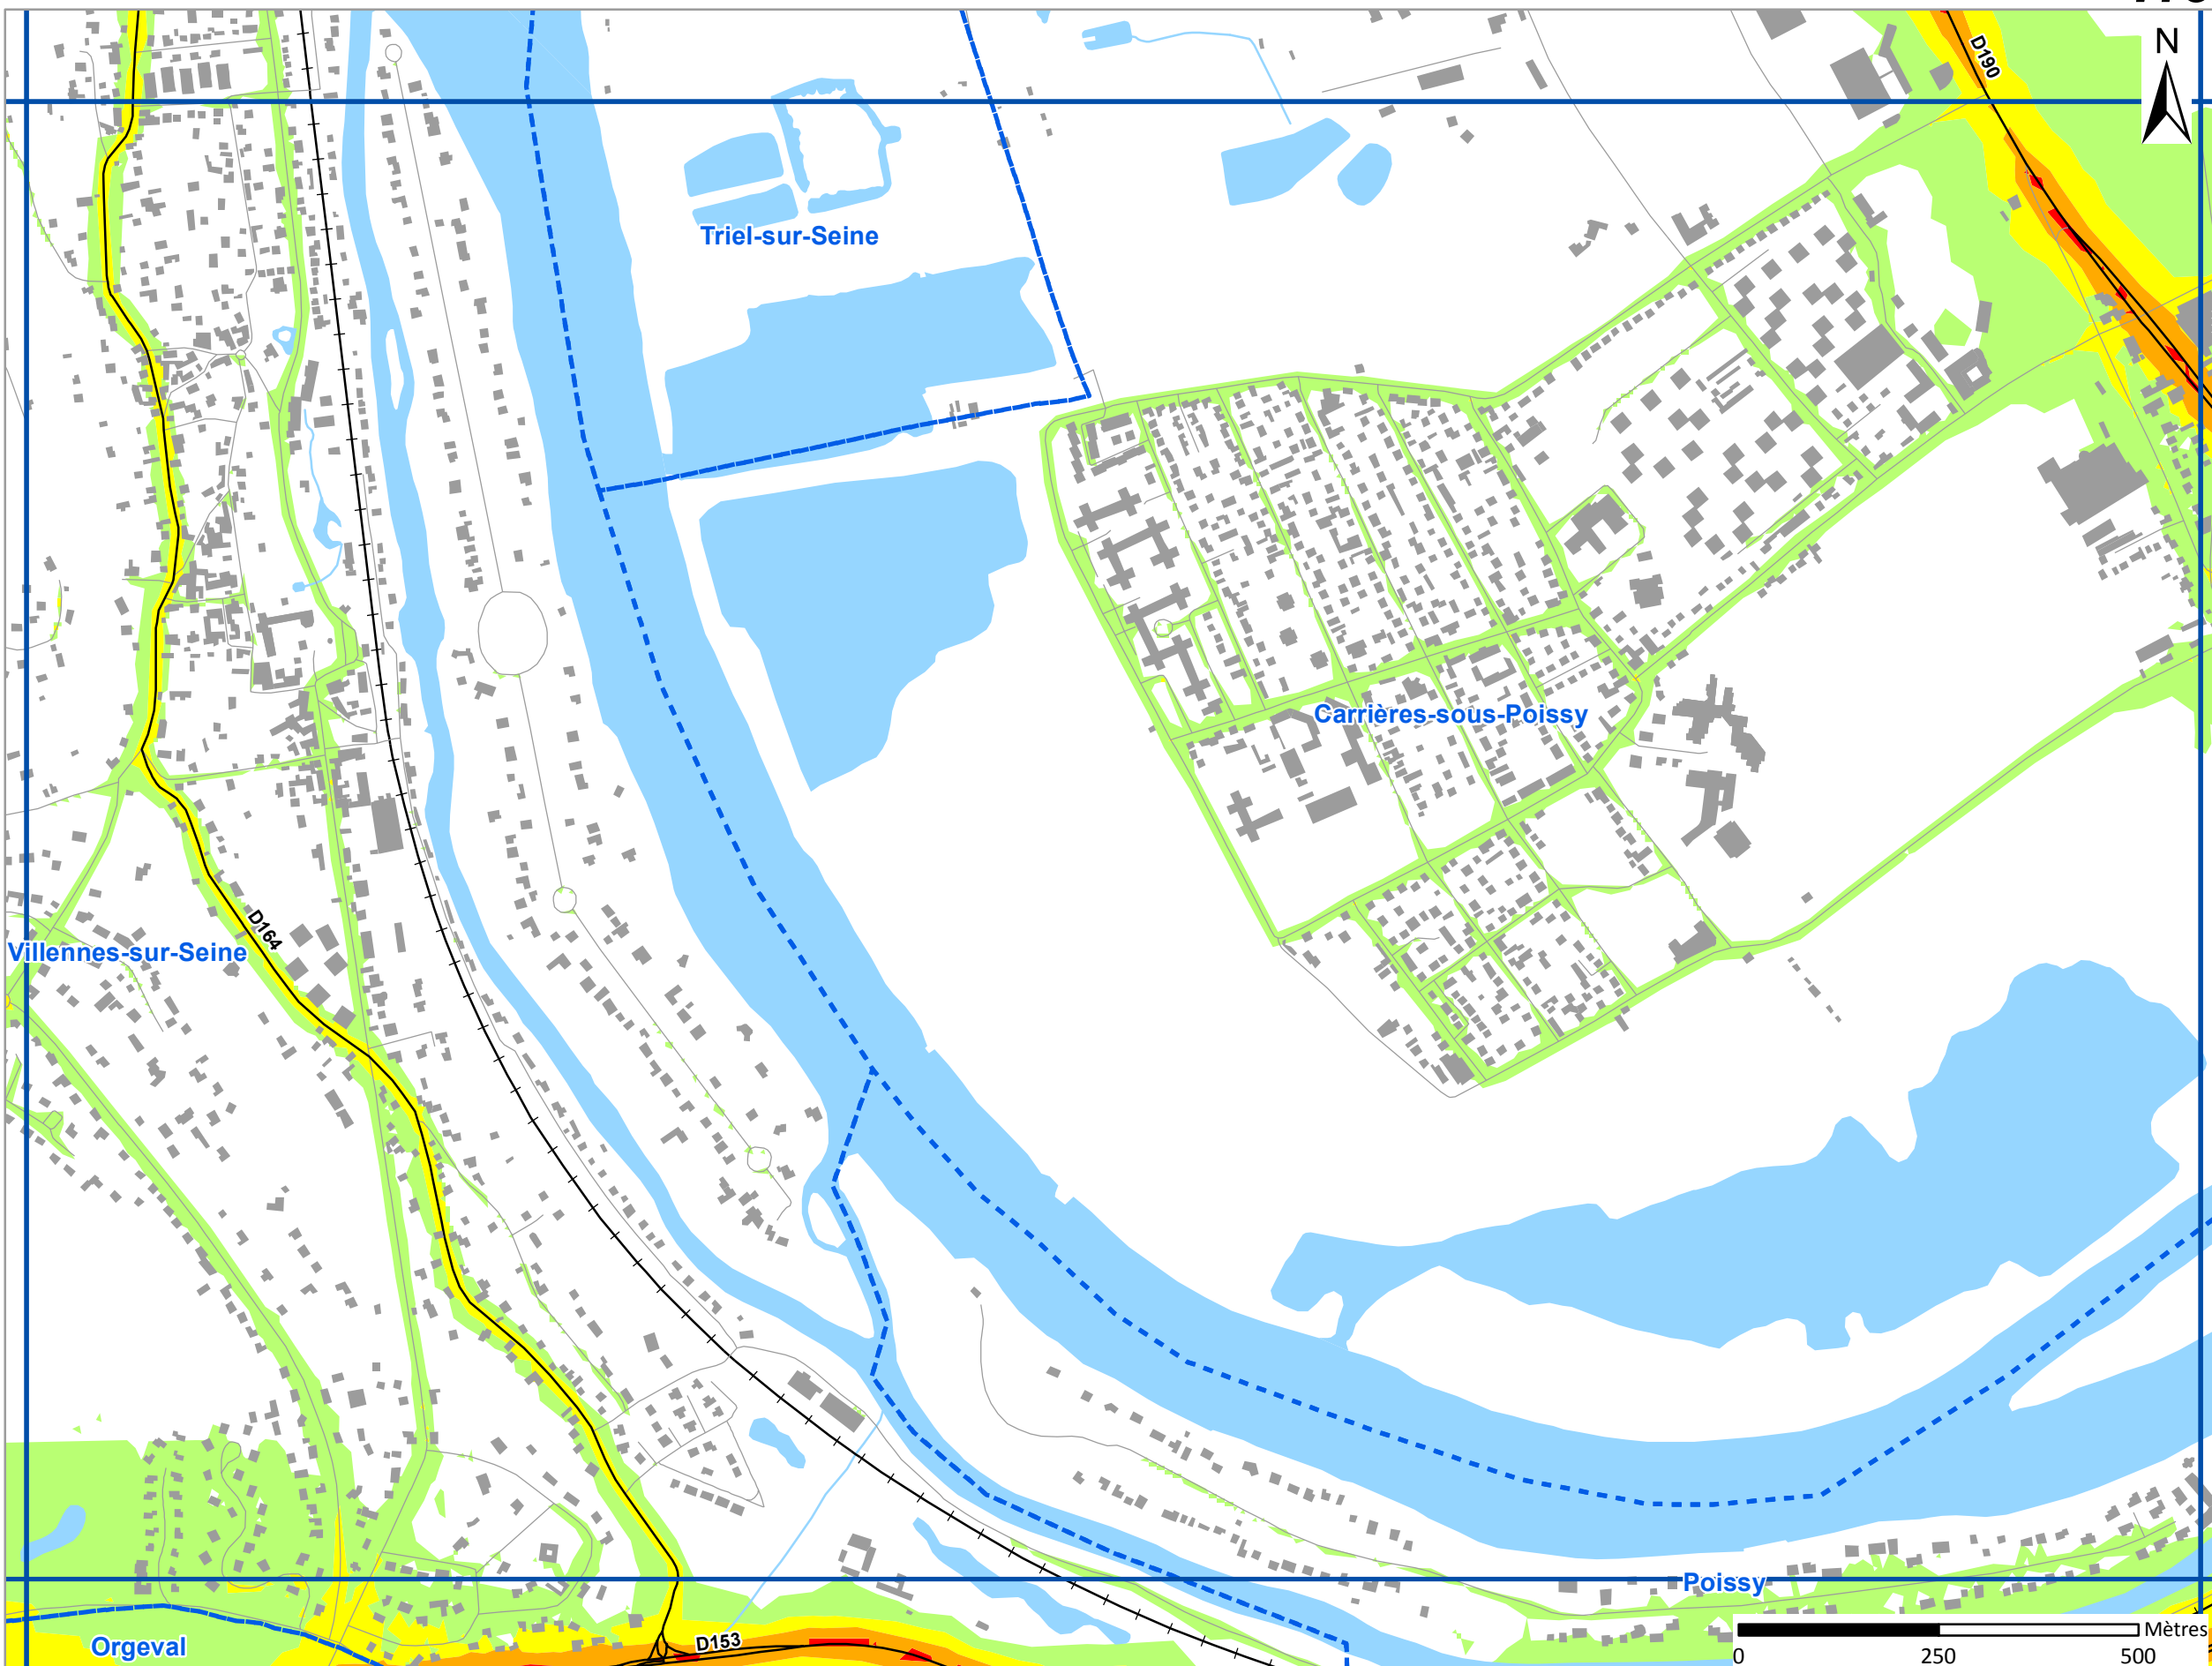 N
D190
Triel-sur-Seine
Carrières-sous-Poissy
D164
Villennes-sur-Seine
Poissy
Orgeval
D153
Mètres
0 250 500